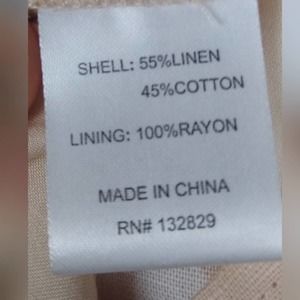 SHELL: 55%LINEN
45%COTTON
LINING: 100%RAYON
MADE IN CHINA
RN# 132829